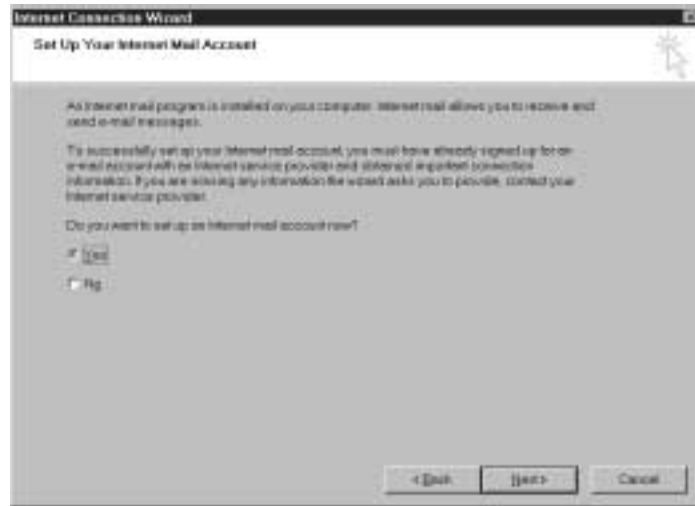 Internet Connection Wizard
Set Up Your Internet Mail Account
An Internet mail program is installed on your computer. Internet mail allows you to receive and
send e-mail messages.
To successfully set up your Internet mail account, you must have already signed up for an
e-mail account with an Internet service provider and obtained important connection
information. If you are missing any information the wizard asks you to provide, contact your
Internet service provider.
Do you want to set up an Internet mail account now?
Yes
No
< Back Next > Cancel